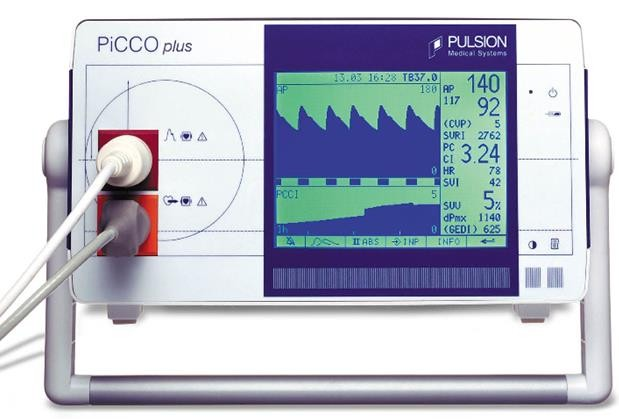 PiCCO plus
PULSION
Medical Systems
13.03 16:28 TB37.0
AP 180
0
PCCI 5
1h 0
AP 140
117 92
(CVP) 5
SVRI 2762
PC
CI 3.24
HR 78
SVI 42
SVV 5%
dPmx 1140
(GEDI) 625
ABS INP INFO